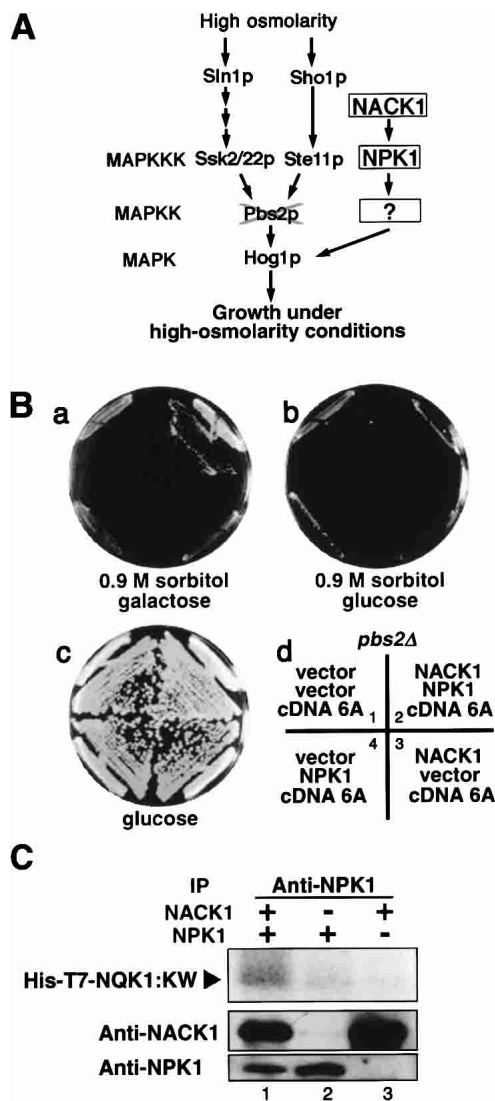 A
High osmolarity
Sln1p Sho1p
NACK1
MAPKKK Ssk2/22p Ste11p NPK1
MAPKK Pbs2p ?
MAPK Hog1p
Growth under
high-osmolarity conditions
B
a b
0.9 M sorbitol
galactose
0.9 M sorbitol
glucose
c
glucose
d
pbs2Δ
vector
vector
cDNA 6A 1
NACK1
NPK1
2 cDNA 6A
4 3
vector
NPK1
cDNA 6A
NACK1
vector
cDNA 6A
C
IP Anti-NPK1
NACK1 + - +
NPK1 + + -
His-T7-NQK1:KW
Anti-NACK1
Anti-NPK1
1 2 3